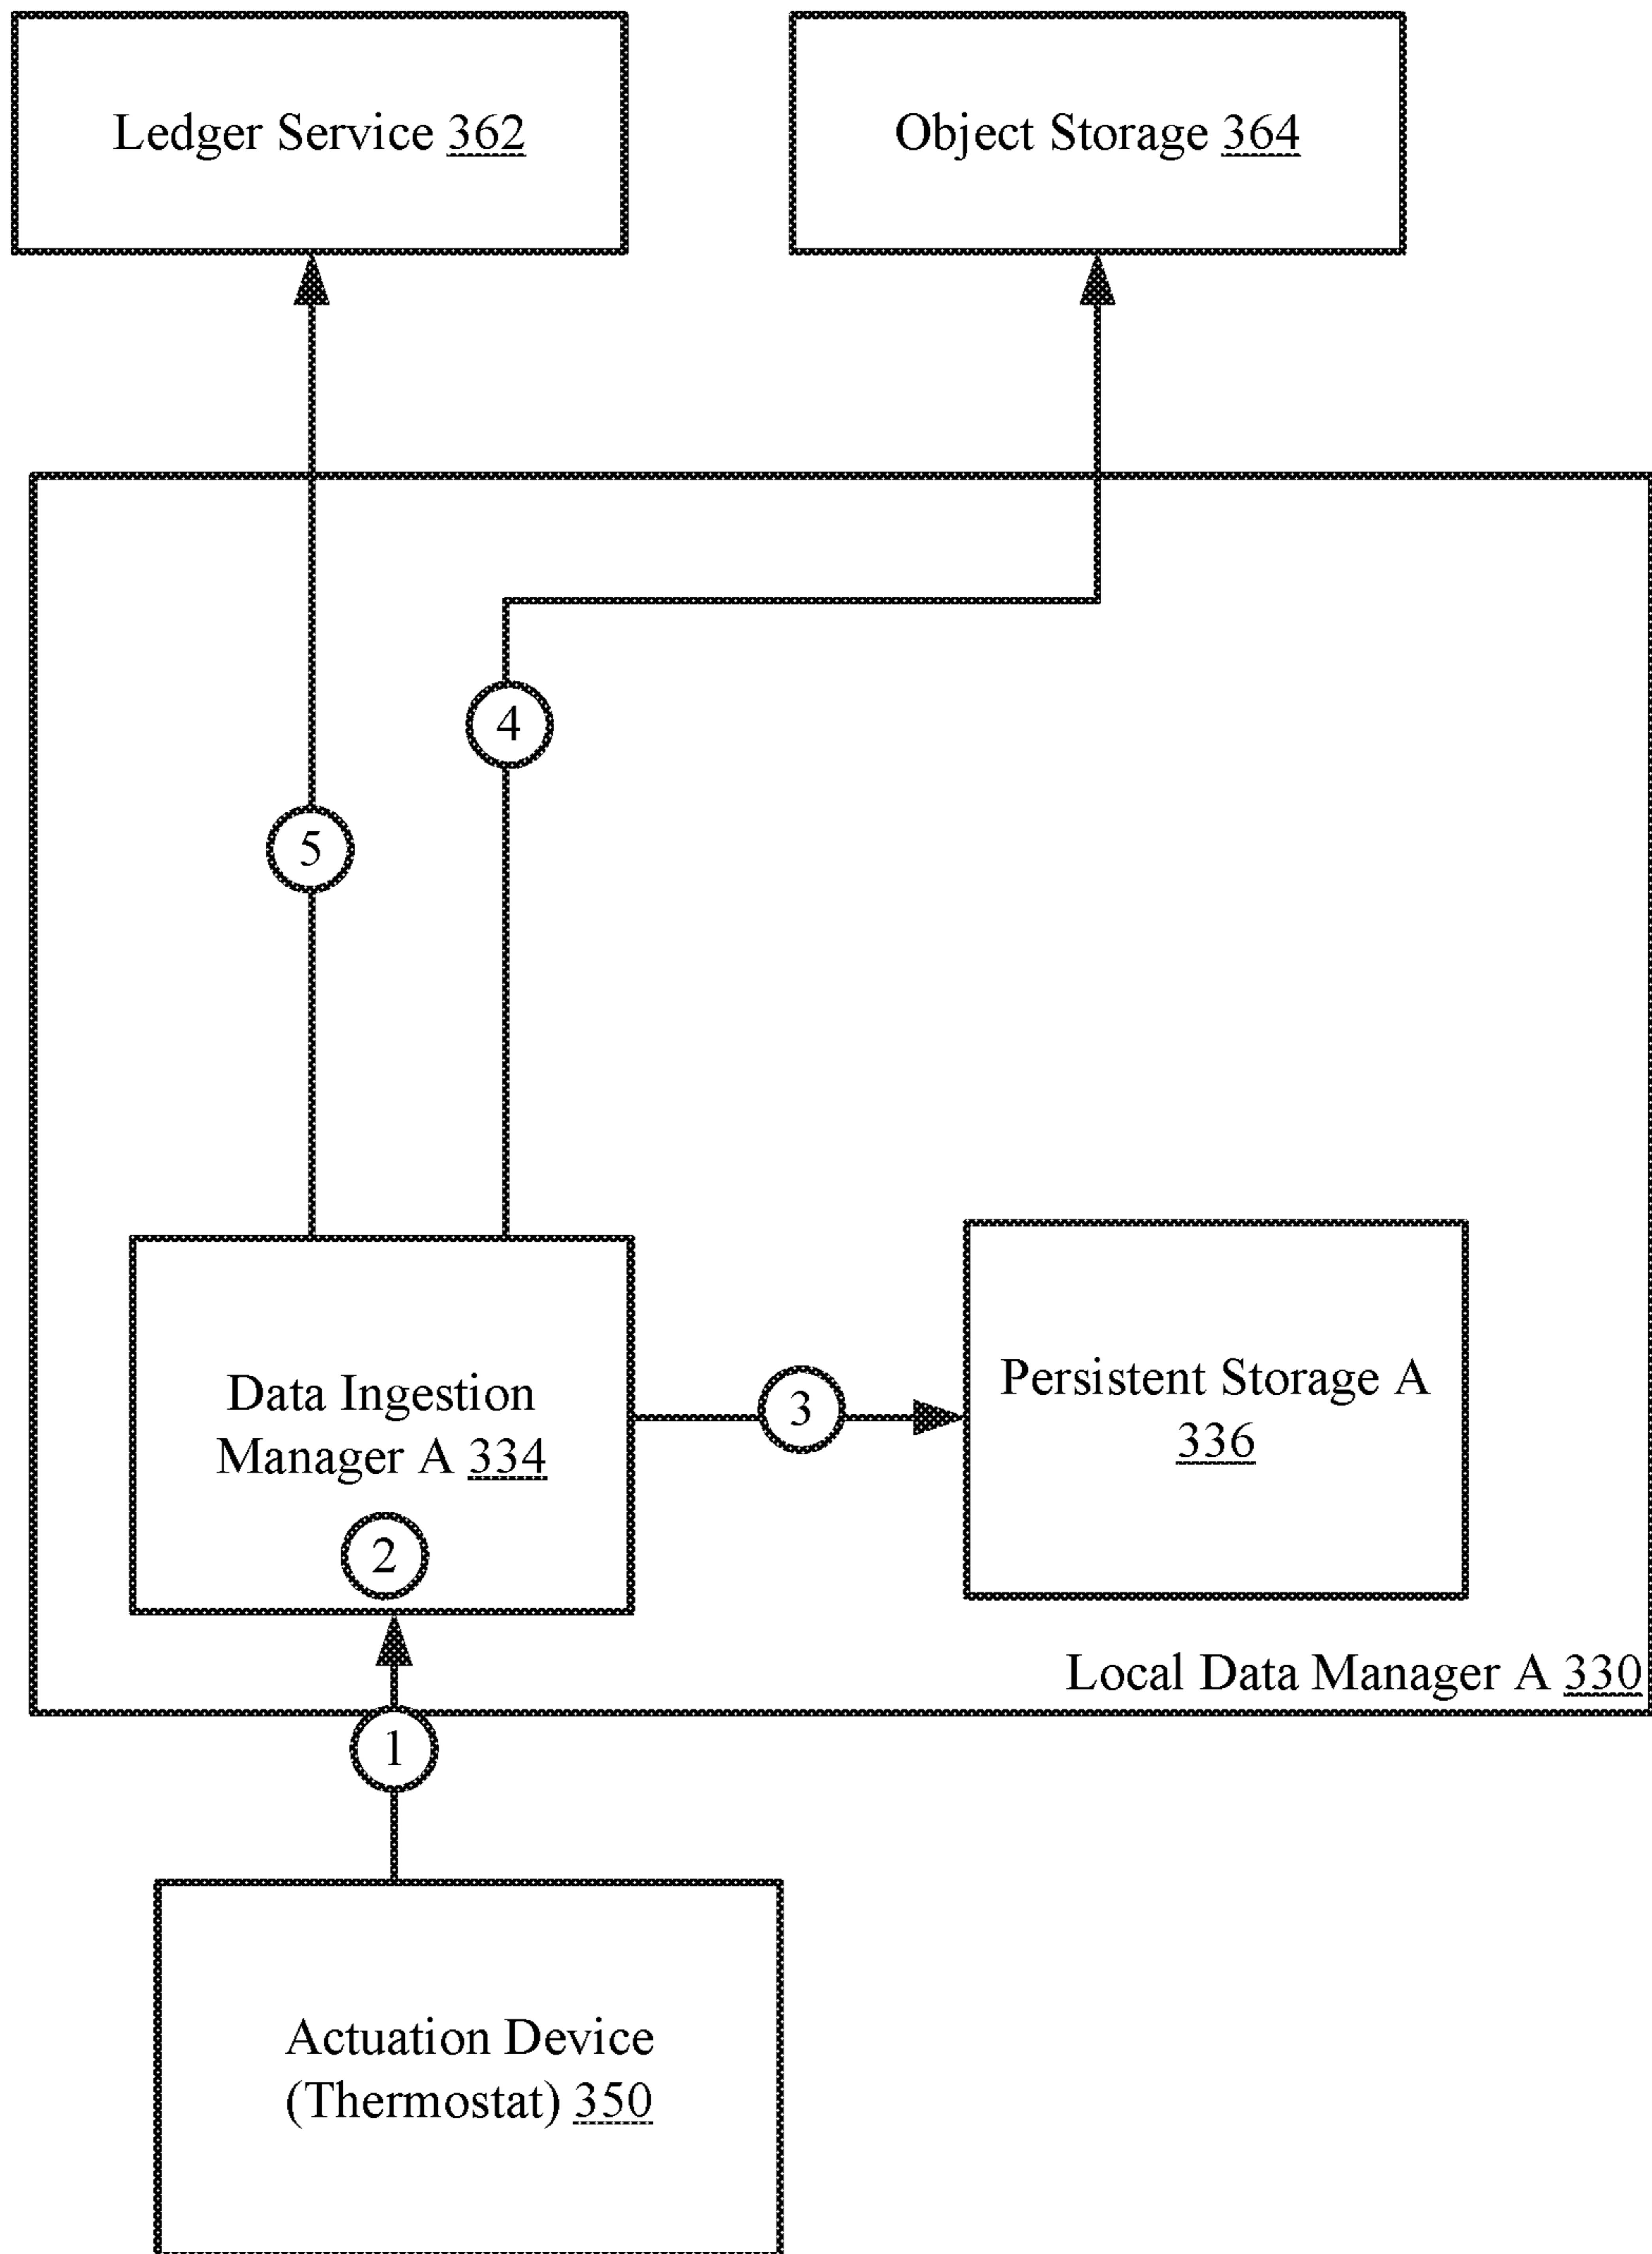 Ledger Service 362
Object Storage 364
4
5
Data Ingestion
Manager A 334
2
3
Persistent Storage A
336
Local Data Manager A 330
1
Actuation Device
(Thermostat) 350